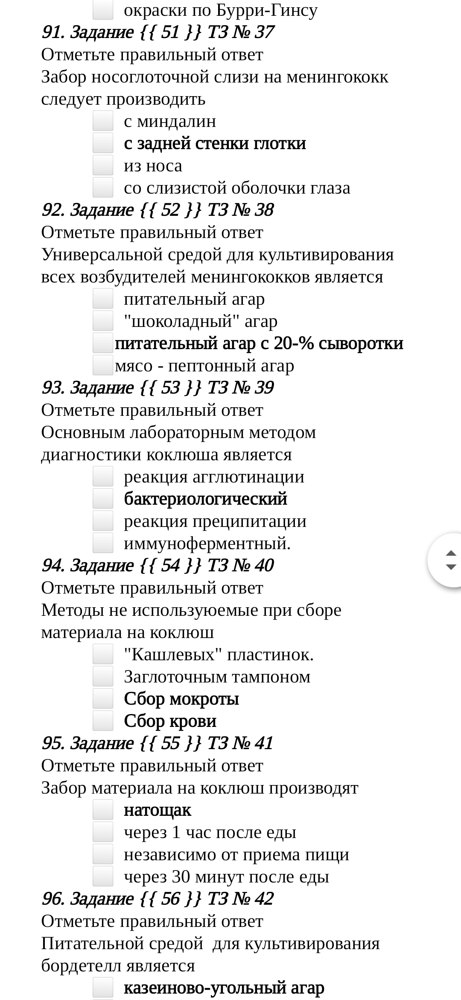 окраски по Бурри-Гинсу
91. Задание {{ 51 }} ТЗ № 37
Отметьте правильный ответ
Забор носоглоточной слизи на менингококк
следует производить
с миндалин
с задней стенки глотки
из носа
со слизистой оболочки глаза
92. Задание {{ 52 }} ТЗ № 38
Отметьте правильный ответ
Универсальной средой для культивирования
всех возбудителей менингококков является
питательный агар
"шоколадный" агар
питательный агар с 20-% сыворотки
мясо - пептонный агар
93. Задание {{ 53 }} ТЗ № 39
Отметьте правильный ответ
Основным лабораторным методом
диагностики коклюша является
реакция агглютинации
бактериологический
реакция преципитации
иммуноферментный.
94. Задание {{ 54 }} ТЗ № 40
Отметьте правильный ответ
Методы не используюемые при сборе
материала на коклюш
"Кашлевых" пластинок.
Заглоточным тампоном
Сбор мокроты
Сбор крови
95. Задание {{ 55 }} ТЗ № 41
Отметьте правильный ответ
Забор материала на коклюш производят
натощак
через 1 час после еды
независимо от приема пищи
через 30 минут после еды
96. Задание {{ 56 }} ТЗ № 42
Отметьте правильный ответ
Питательной средой  для культивирования
бордетелл является
казеиново-угольный агар